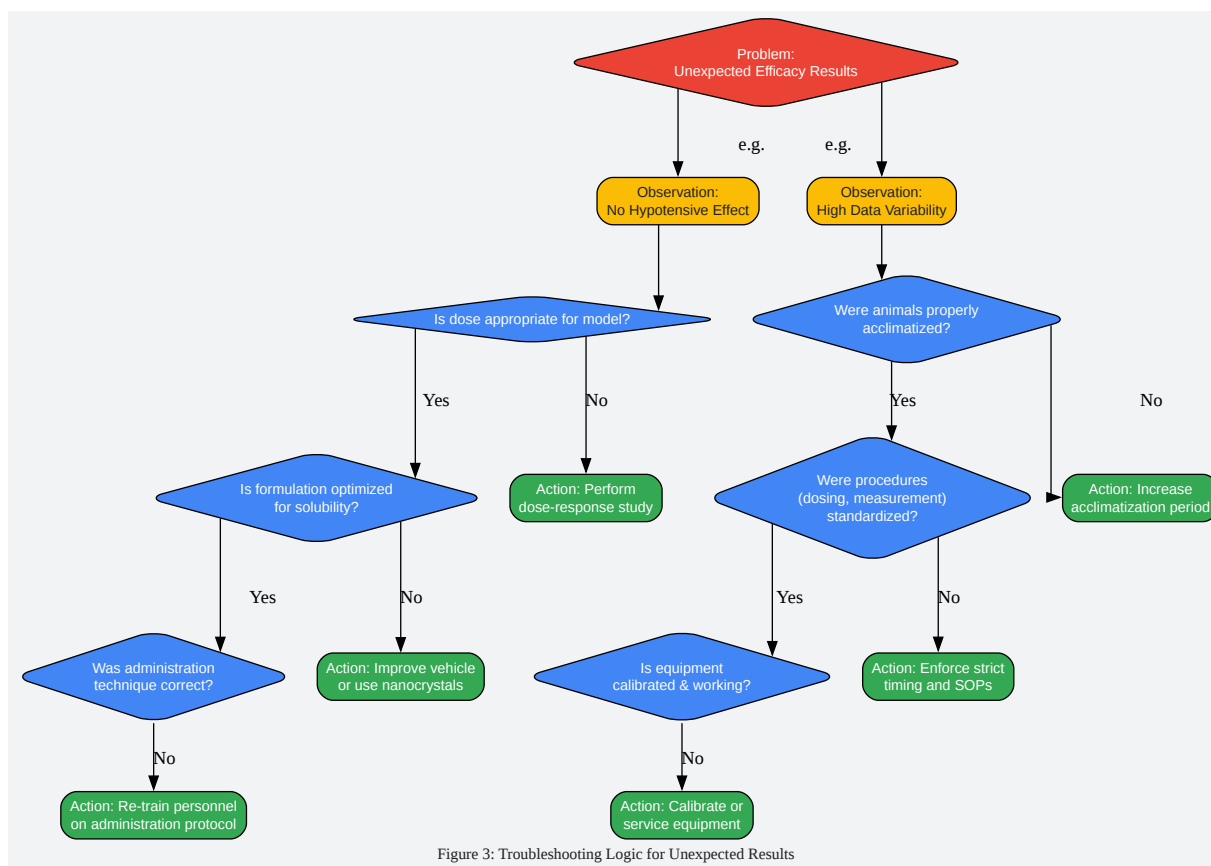 Problem:
Unexpected Efficacy Results
e.g.
e.g.
Observation:
No Hypotensive Effect
Observation:
High Data Variability
Is dose appropriate for model?
Were animals properly
acclimatized?
Yes
No
Yes
No
Is formulation optimized
for solubility?
Action: Perform
dose-response study
Were procedures
(dosing, measurement)
standardized?
Action: Increase
acclimatization period
Yes
No
Yes
No
Was administration
technique correct?
Action: Improve vehicle
or use nanocrystals
Is equipment
calibrated & working?
Action: Enforce strict
timing and SOPs
No
No
Action: Re-train personnel
on administration protocol
Action: Calibrate or
service equipment
Figure 3: Troubleshooting Logic for Unexpected Results